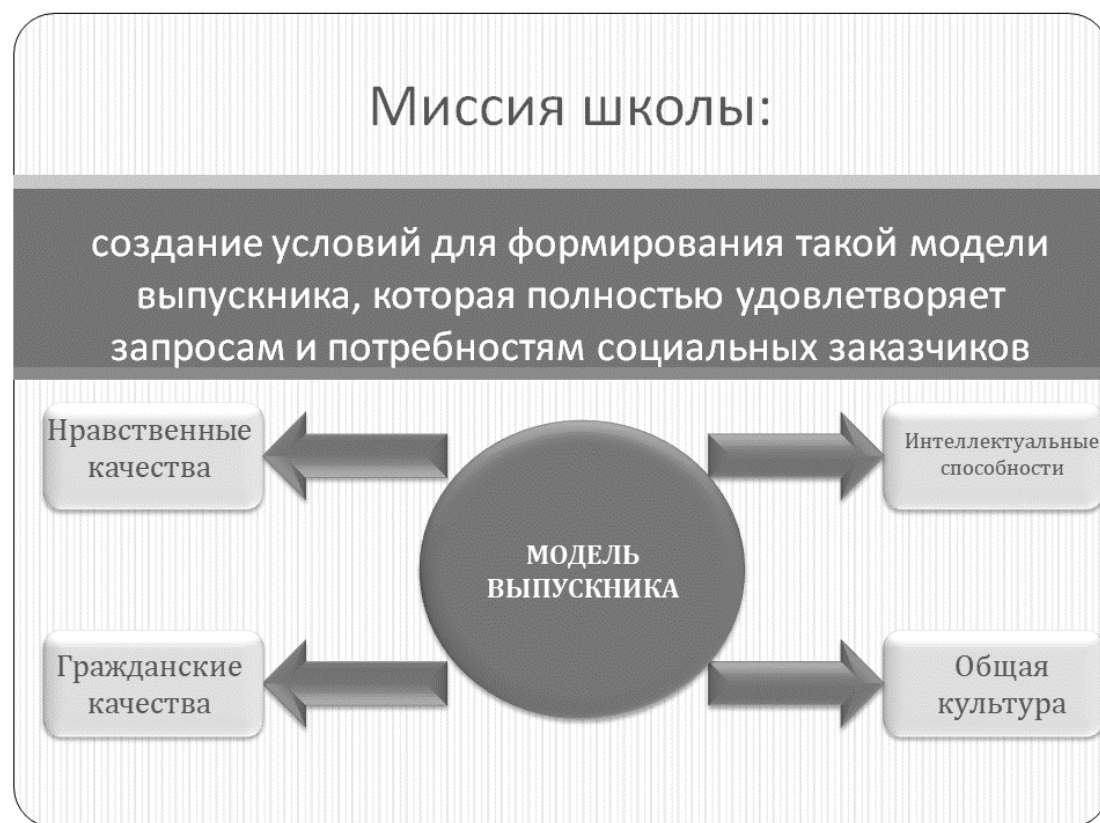 Миссия школы:
создание условий для формирования такой модели
выпускника, которая полностью удовлетворяет
запросам и потребностям социальных заказчиков
Нравственные
качества
Интеллектуальные
способности
МОДЕЛЬ
ВЫПУСКНИКА
Гражданские
качества
Общая
культура